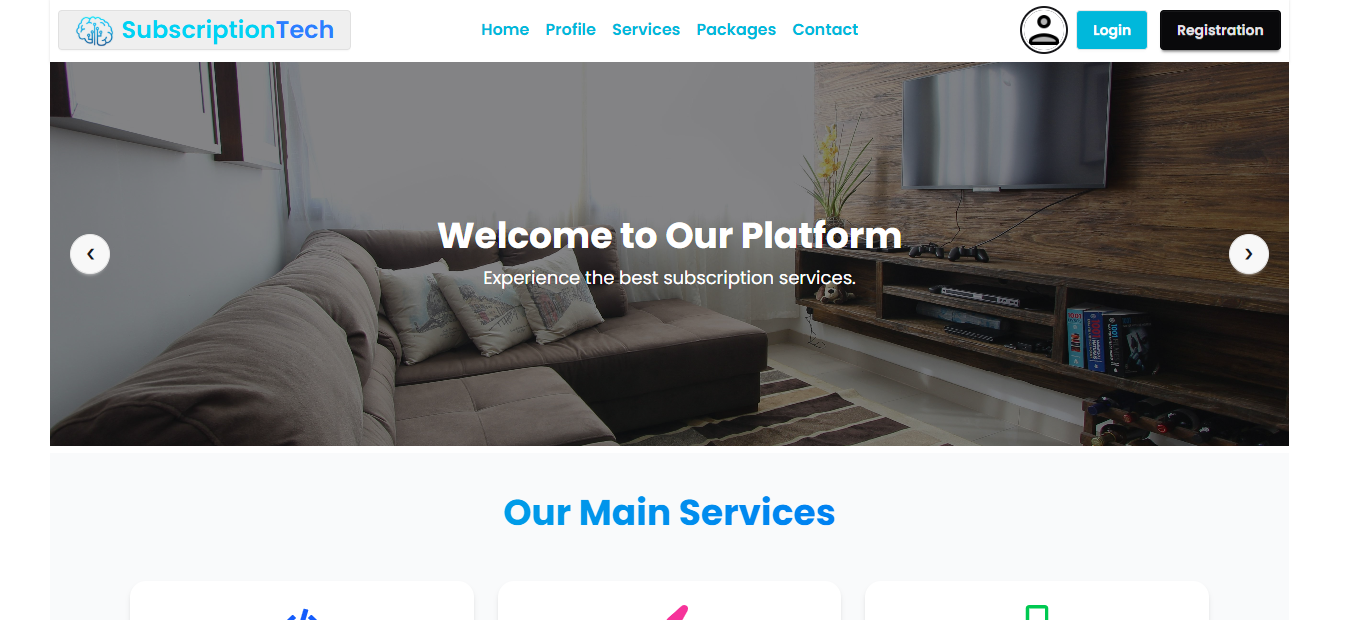 SubscriptionTech
Home Profile Services Packages Contact
Login
Registration
Welcome to Our Platform
Experience the best subscription services.
Our Main Services